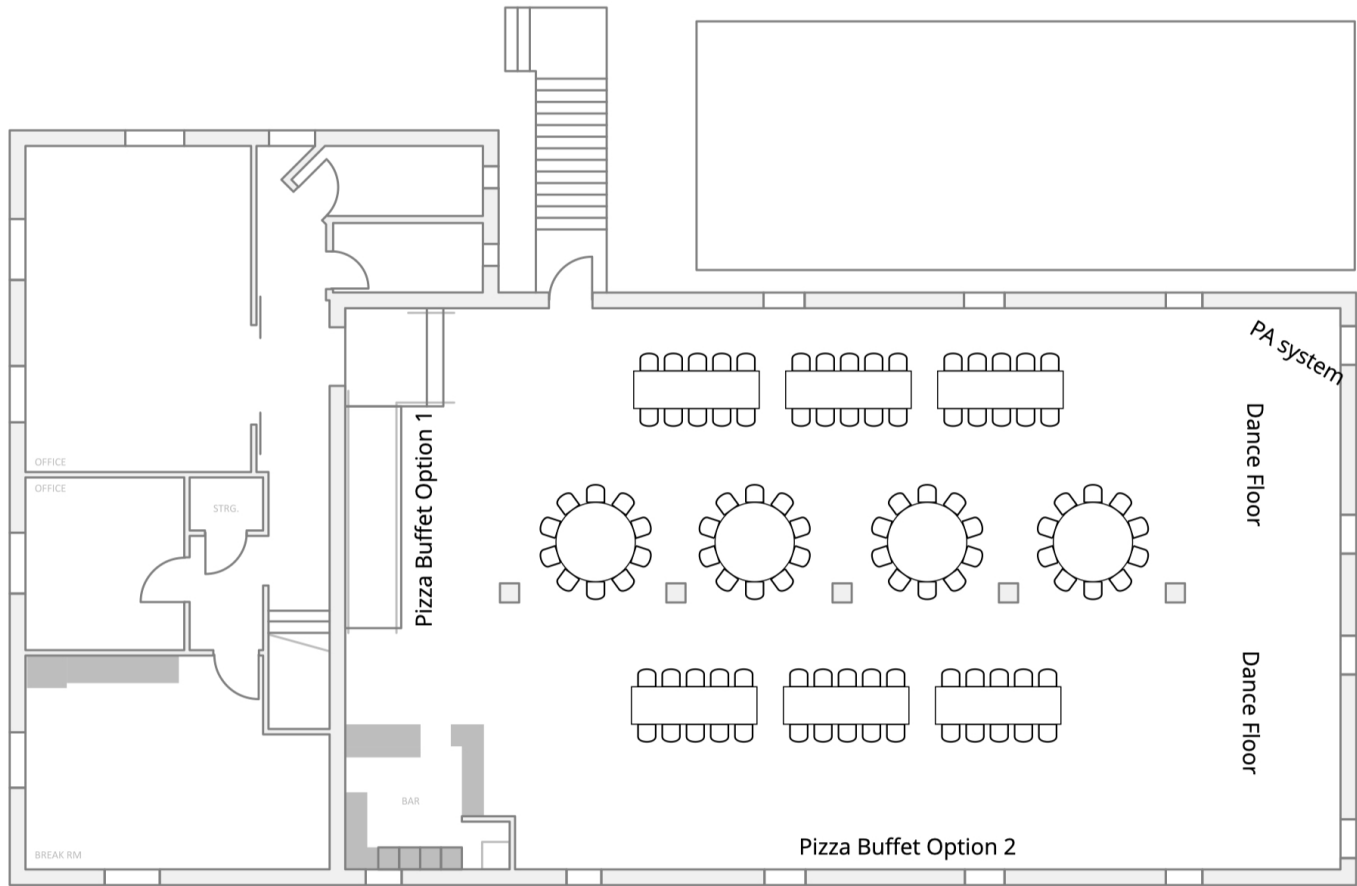 PA system
Dance Floor
Pizza Buffet Option 1
OFFICE
OFFICE
STRG.
Dance Floor
BAR
Pizza Buffet Option 2
BREAK RM